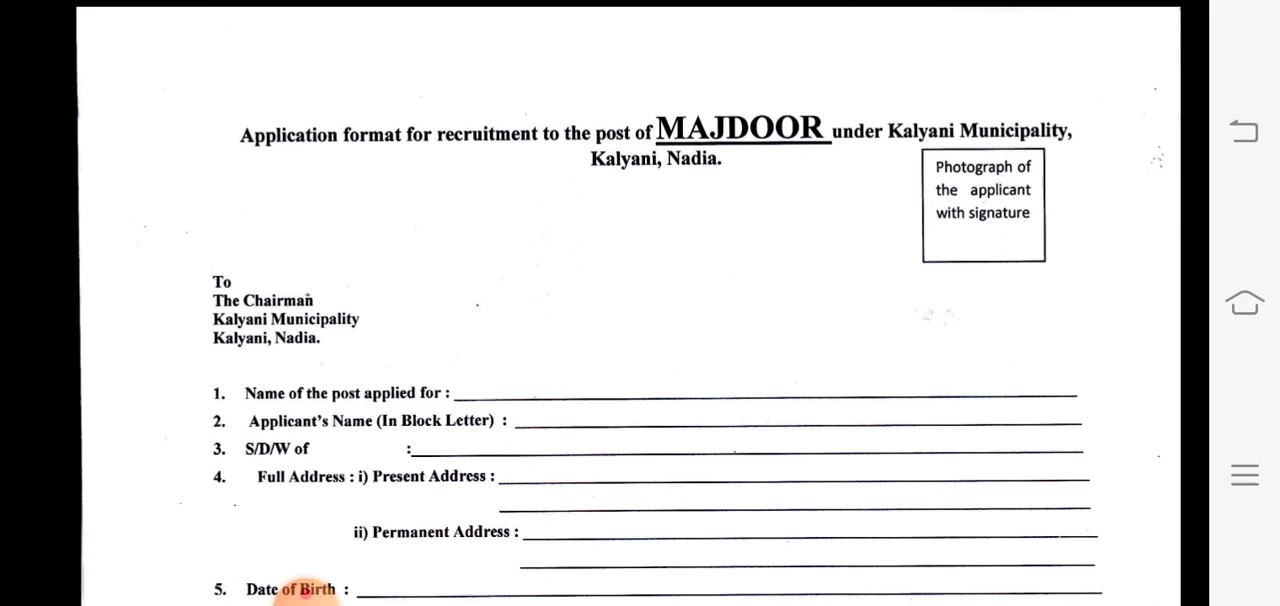 Application format for recruitment to the post of MAJDOOR under Kalyani Municipality,
Kalyani, Nadia.
Photograph of
the applicant
with signature
To
The Chairman
Kalyani Municipality
Kalyani, Nadia.
1. Name of the post applied for :
2. Applicant's Name (In Block Letter) :
3. S/D/W of :
4. Full Address : i) Present Address :
ii) Permanent Address :
5. Date of Birth :